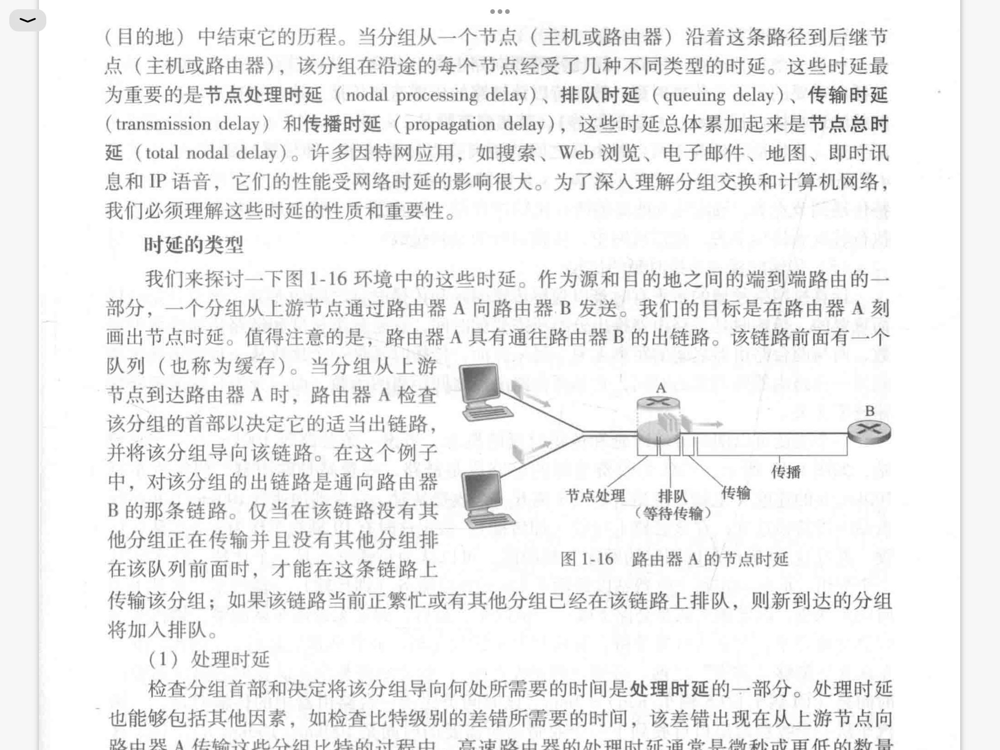 （目的地）中结束它的历程。当分组从一个节点（主机或路由器）沿着这条路径到后继节
点（主机或路由器），该分组在沿途的每个节点经受了几种不同类型的时延。这些时延最
为重要的是节点处理时延（nodal processing delay）、排队时延（queuing delay）、传输时延
（transmission delay）和传播时延（propagation delay），这些时延总体累加起来是节点总时
延（total nodal delay）。许多因特网应用，如搜索、Web 浏览、电子邮件、地图、即时讯
息和 IP 语音，它们的性能受网络时延的影响很大。为了深入理解分组交换和计算机网络，
我们必须理解这些时延的性质和重要性。
时延的类型
我们来探讨一下图 1-16 环境中的这些时延。作为源和目的地之间的端到端路由的一
部分，一个分组从上游节点通过路由器 A 向路由器 B 发送。我们的目标是在路由器 A 刻
画出节点时延。值得注意的是，路由器 A 具有通往路由器 B 的出链路。该链路前面有一个
队列（也称为缓存）。当分组从上游
节点到达路由器 A 时，路由器 A 检查
该分组的首部以决定它的适当出链路，
并将该分组导向该链路。在这个例子
中，对该分组的出链路是通向路由器
B 的那条链路。仅当在该链路没有其
他分组正在传输并且没有其他分组排
在该队列前面时，才能在这条链路上
传输该分组；如果该链路当前正繁忙或有其他分组已经在该链路上排队，则新到达的分组
将加入排队。
A
B
传播
节点处理
排队
（等待传输）
传输
图 1-16 路由器 A 的节点时延
（1）处理时延
检查分组首部和决定将该分组导向何处所需要的时间是处理时延的一部分。处理时延
也能够包括其他因素，如检查比特级别的差错所需要的时间，该差错出现在从上游节点向
路由器 A 传输这些分组比特的过程中。高速路由器的处理时延通常是微秒或更低的数量